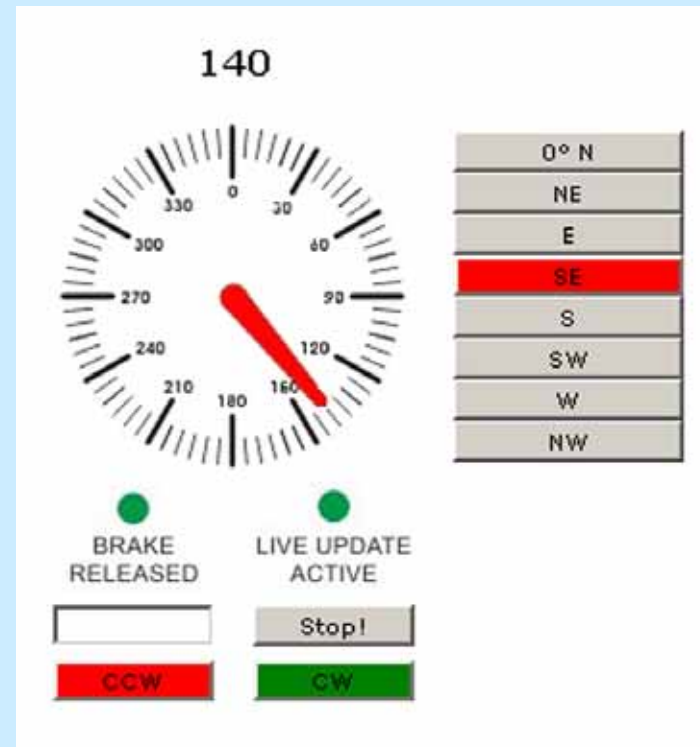 140
0
30
60
90
120
180
210
240
270
300
330
0° N
NE
E
SE
S
SW
W
NW
BRAKE
RELEASED
LIVE UPDATE
ACTIVE
Stop!
CCW
CW